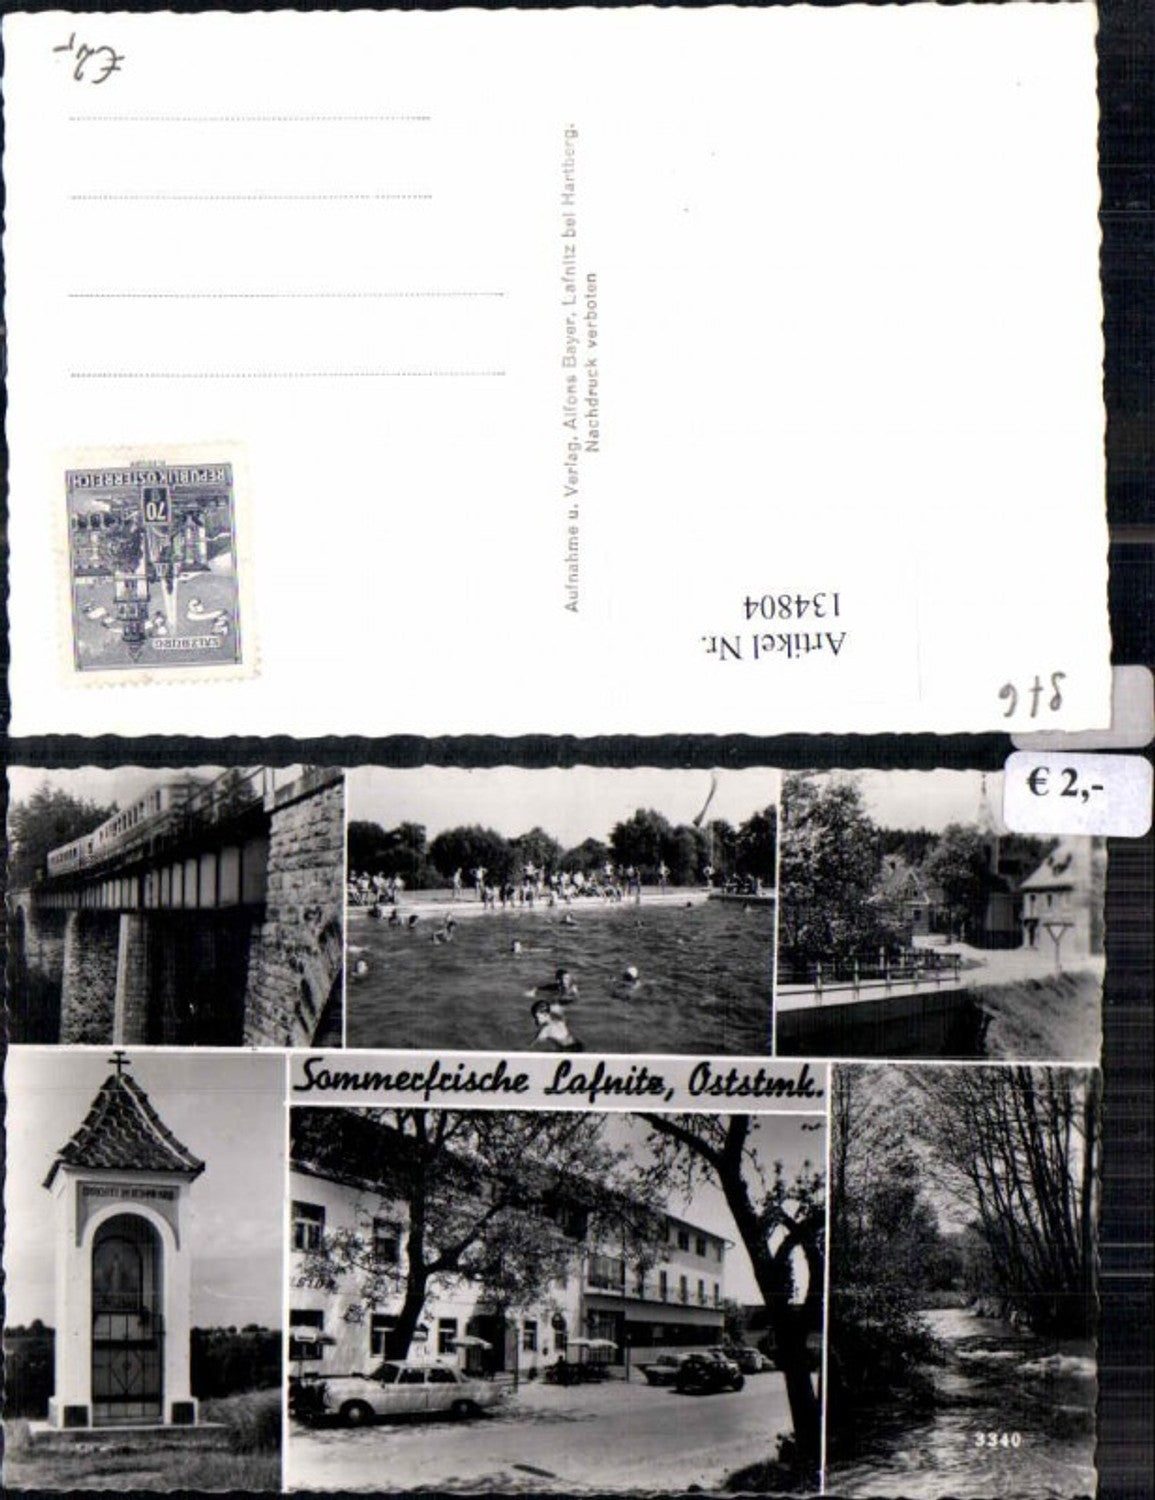 €2,-
Aufnahme u. Verlag, Alfons Bayer, Lafnitz bei Hartberg.
Nachdruck verboten
REPUBLIK OSTERREICH
70
SALZBURG
Artikel Nr.
134804
€ 2,-
Sommerfrische Lafnitz, Oststmk.
3340